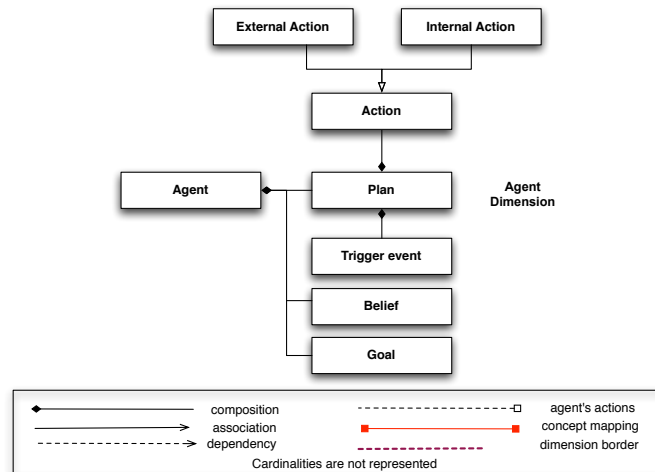 External Action
Internal Action
Action
Agent
Plan
Agent
Dimension
Trigger event
Belief
Goal
composition
association
dependency
agent's actions
concept mapping
dimension border
Cardinalities are not represented